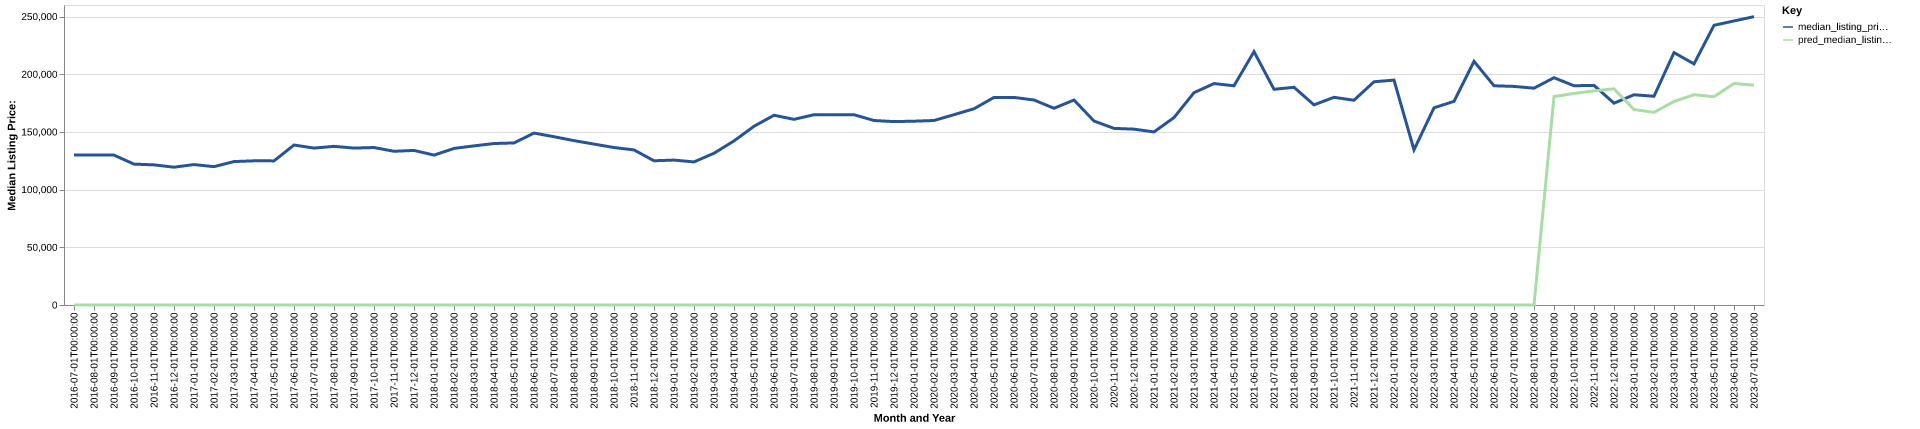 Median Listing Price:
250,000
200,000
150,000
100,000
50,000
0
2016-07-01T00:00:00
2016-08-01T00:00:00
2016-09-01T00:00:00
2016-10-01T00:00:00
2016-11-01T00:00:00
2016-12-01T00:00:00
2017-01-01T00:00:00
2017-02-01T00:00:00
2017-03-01T00:00:00
2017-04-01T00:00:00
2017-05-01T00:00:00
2017-06-01T00:00:00
2017-07-01T00:00:00
2017-08-01T00:00:00
2017-09-01T00:00:00
2017-10-01T00:00:00
2017-11-01T00:00:00
2017-12-01T00:00:00
2018-01-01T00:00:00
2018-02-01T00:00:00
2018-03-01T00:00:00
2018-04-01T00:00:00
2018-05-01T00:00:00
2018-06-01T00:00:00
2018-07-01T00:00:00
2018-08-01T00:00:00
2018-09-01T00:00:00
2018-10-01T00:00:00
2018-11-01T00:00:00
2018-12-01T00:00:00
2019-01-01T00:00:00
2019-02-01T00:00:00
2019-03-01T00:00:00
2019-04-01T00:00:00
2019-05-01T00:00:00
2019-06-01T00:00:00
2019-07-01T00:00:00
2019-08-01T00:00:00
2019-09-01T00:00:00
2019-10-01T00:00:00
2019-11-01T00:00:00
2019-12-01T00:00:00
2020-01-01T00:00:00
2020-02-01T00:00:00
2020-03-01T00:00:00
2020-04-01T00:00:00
2020-05-01T00:00:00
2020-06-01T00:00:00
2020-07-01T00:00:00
2020-08-01T00:00:00
2020-09-01T00:00:00
2020-10-01T00:00:00
2020-11-01T00:00:00
2020-12-01T00:00:00
2021-01-01T00:00:00
2021-02-01T00:00:00
2021-03-01T00:00:00
2021-04-01T00:00:00
2021-05-01T00:00:00
2021-06-01T00:00:00
2021-07-01T00:00:00
2021-08-01T00:00:00
2021-09-01T00:00:00
2021-10-01T00:00:00
2021-11-01T00:00:00
2021-12-01T00:00:00
2022-01-01T00:00:00
2022-02-01T00:00:00
2022-03-01T00:00:00
2022-04-01T00:00:00
2022-05-01T00:00:00
2022-06-01T00:00:00
2022-07-01T00:00:00
2022-08-01T00:00:00
2022-09-01T00:00:00
2022-10-01T00:00:00
2022-11-01T00:00:00
2022-12-01T00:00:00
2023-01-01T00:00:00
2023-02-01T00:00:00
2023-03-01T00:00:00
2023-04-01T00:00:00
2023-05-01T00:00:00
2023-06-01T00:00:00
2023-07-01T00:00:00
Month and Year
Key
median_listing_pri…
pred_median_listin…